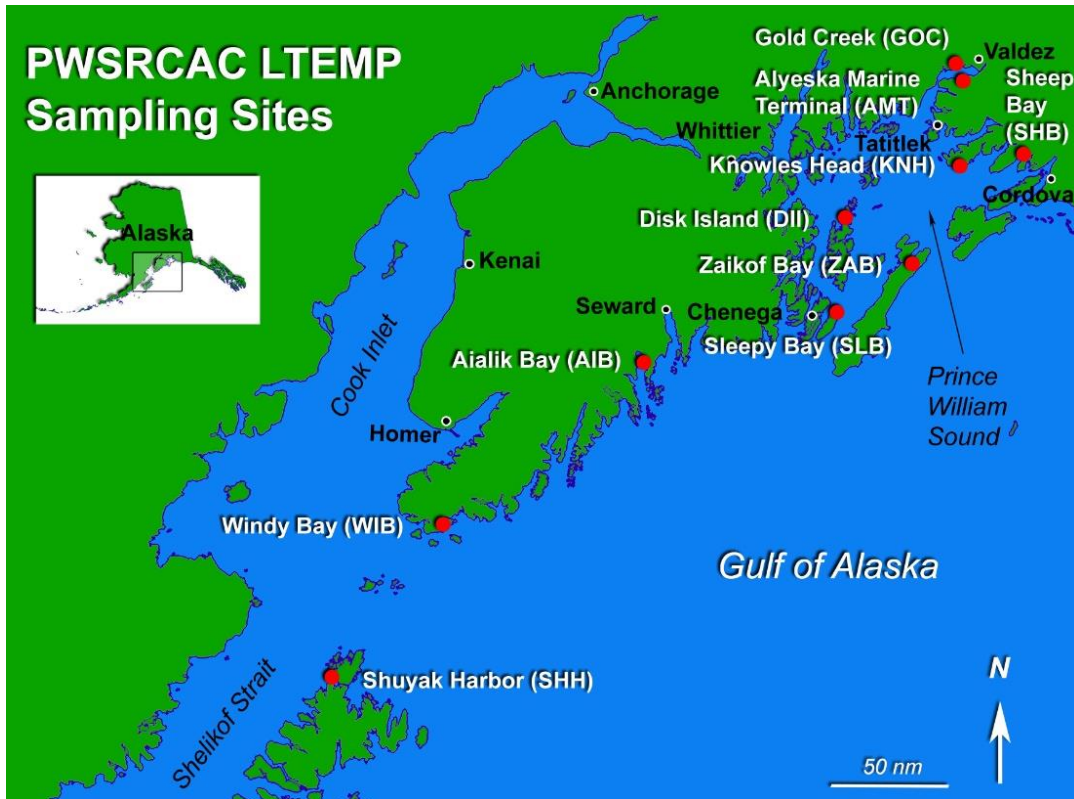 PWSRCAC LTEMP
Sampling Sites
Gold Creek (GOC)
Valdez
Alyeska Marine
Terminal (AMT)
Sheep
Bay
(SHB)
Anchorage
Whittier
Tatitlek
Knowles Head (KNH)
Cordova
Alaska
Disk Island (DII)
Kenai
Zaikof Bay (ZAB)
Seward
Chenega
Sleepy Bay (SLB)
Cook Inlet
Aialik Bay (AIB)
Prince
William
Sound
Homer
Windy Bay (WIB)
Gulf of Alaska
Shuyak Harbor (SHH)
Shelikof Strait
N
50 nm